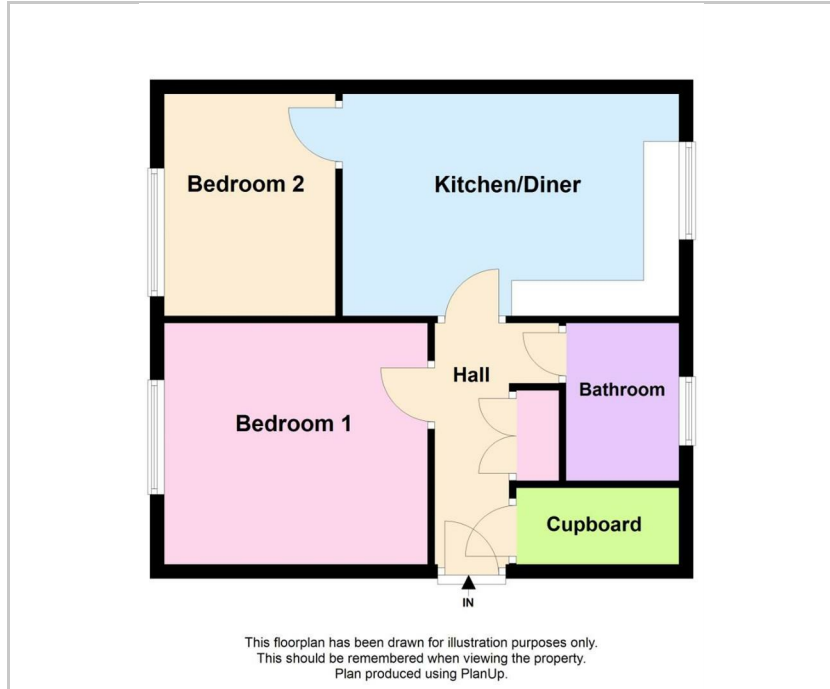 Bedroom 2
Kitchen/Diner
Hall
Bathroom
Bedroom 1
Cupboard
IN
This floorplan has been drawn for illustration purposes only.
This should be remembered when viewing the property.
Plan produced using PlanUp.